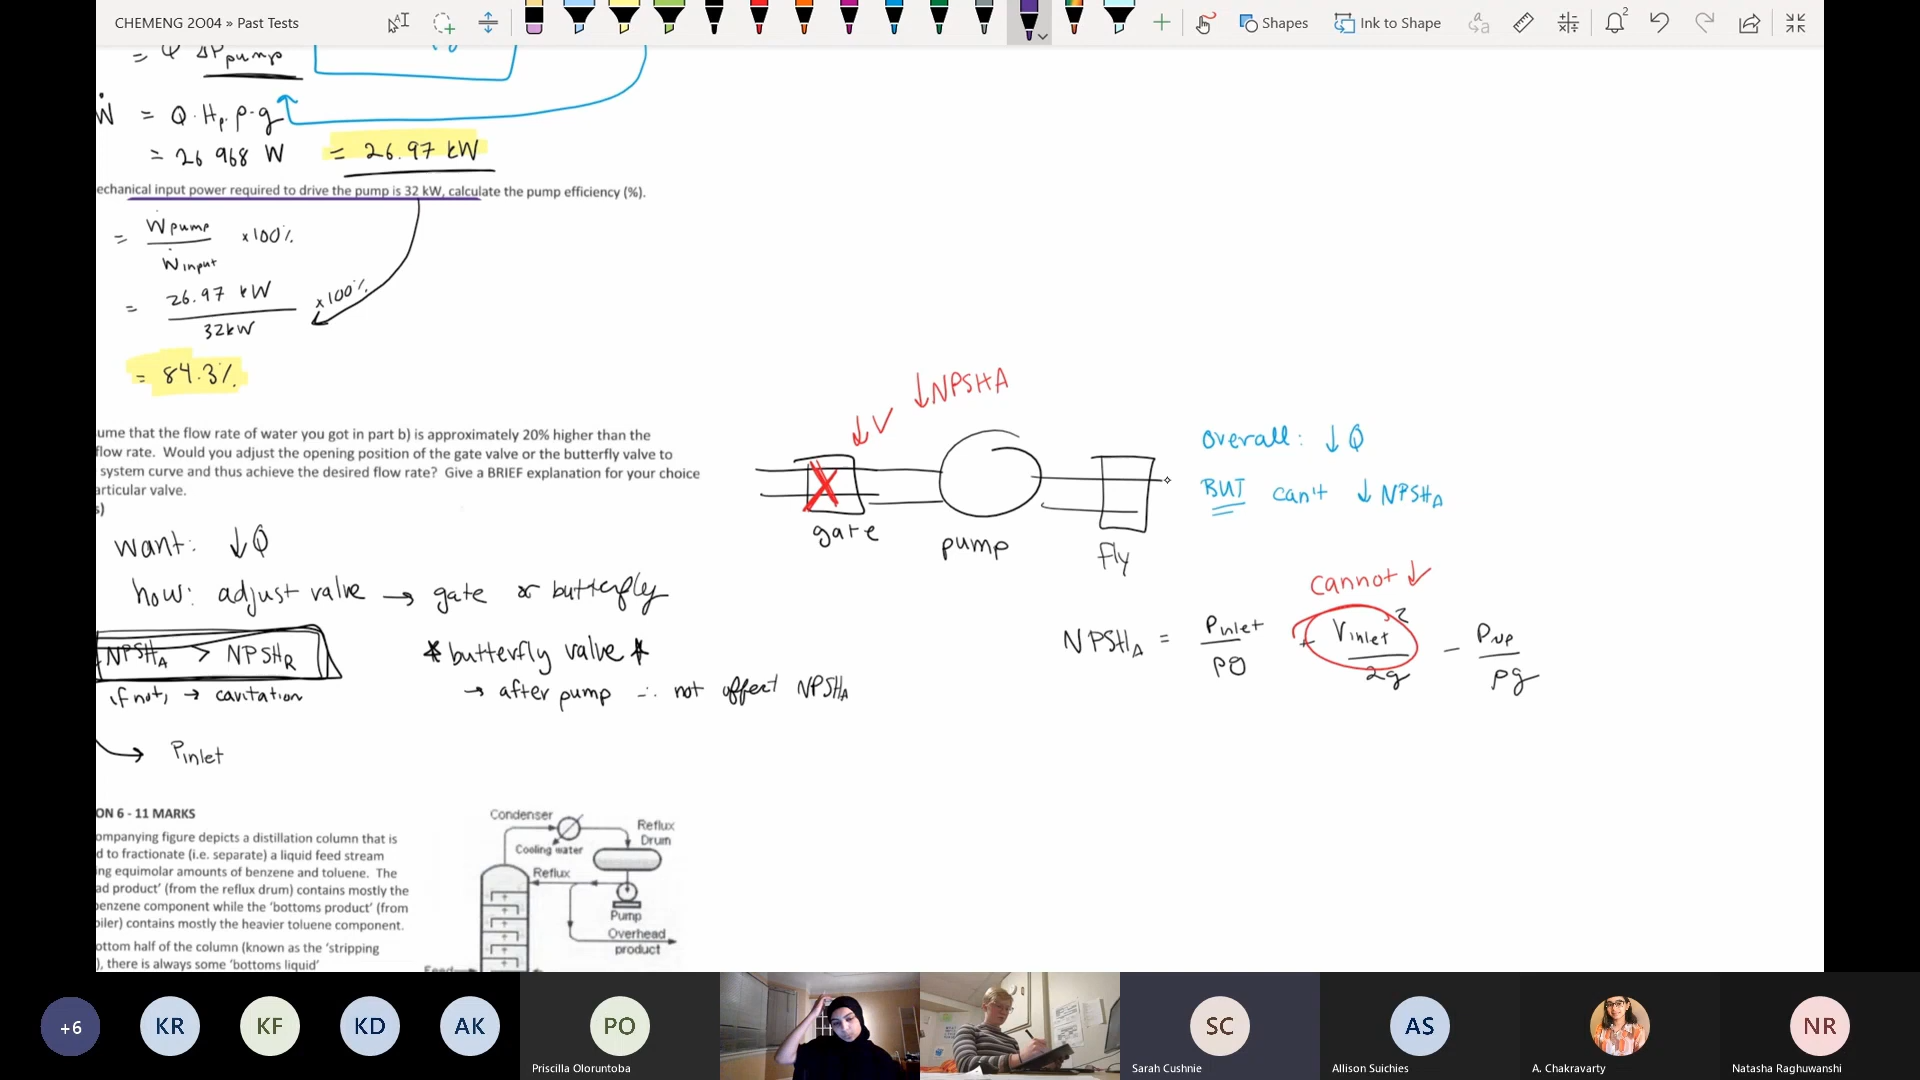 CHEMENG 2O04 » Past Tests
Shapes
Ink to Shape
2
= Q ΔPpump
Ẇ = Q·Hp·ρ·g
= 26 968 W = 26.97 kW
echanical input power required to drive the pump is 32 kW, calculate the pump efficiency (%).
= Ẇpump / Ẇinput ×100%
= 26.97 kW / 32kW ×100%
= 84.3%
ume that the flow rate of water you got in part b) is approximately 20% higher than the
flow rate. Would you adjust the opening position of the gate valve or the butterfly valve to
system curve and thus achieve the desired flow rate? Give a BRIEF explanation for your choice
articular valve.
s)
want: ↓Q
how: adjust valve → gate or butterfly
NPSHA > NPSHR
if not, → cavitation
→ Pinlet
*butterfly valve*
→ after pump ∴ not affect NPSHA
↓V ↓NPSHA
gate
pump
fly
overall: ↓Q
BUT can't ↓ NPSHA
cannot ↓
NPSHA = Pinlet / ρg + Vinlet² / 2g - Pvp / ρg
ON 6 - 11 MARKS
ompanying figure depicts a distillation column that is
d to fractionate (i.e. separate) a liquid feed stream
ng equimolar amounts of benzene and toluene. The
ad product' (from the reflux drum) contains mostly the
benzene component while the 'bottoms product' (from
oiler) contains mostly the heavier toluene component.
ottom half of the column (known as the 'stripping
), there is always some 'bottoms liquid'
Condenser
Cooling water
Reflux
Drum
Reflux
Pump
Overhead
product
Feed
+6
KR
KF
KD
AK
PO
Priscilla Oloruntoba
SC
Sarah Cushnie
AS
Allison Suichies
A. Chakravarty
NR
Natasha Raghuwanshi